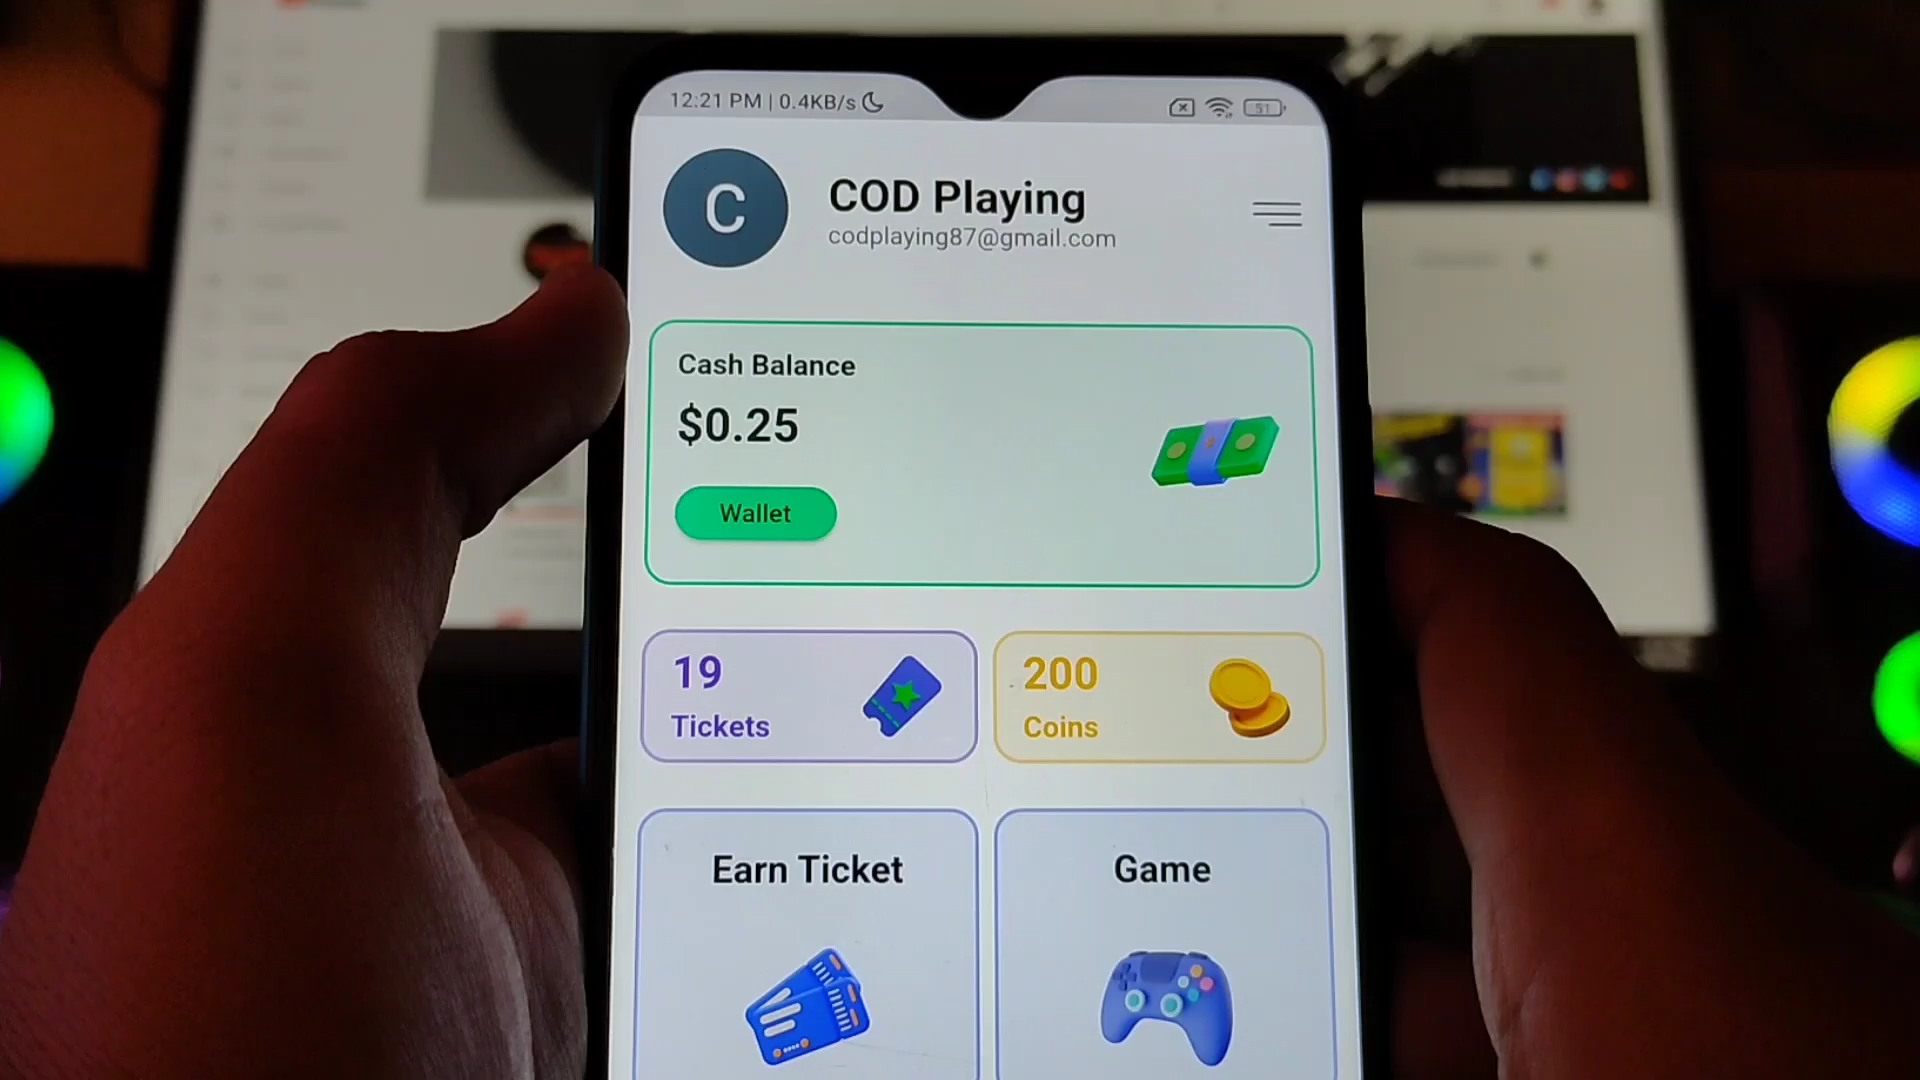 12:21 PM | 0.4KB/s
51
C
COD Playing
codplaying87@gmail.com
Cash Balance
$0.25
Wallet
19
Tickets
200
Coins
Earn Ticket
Game